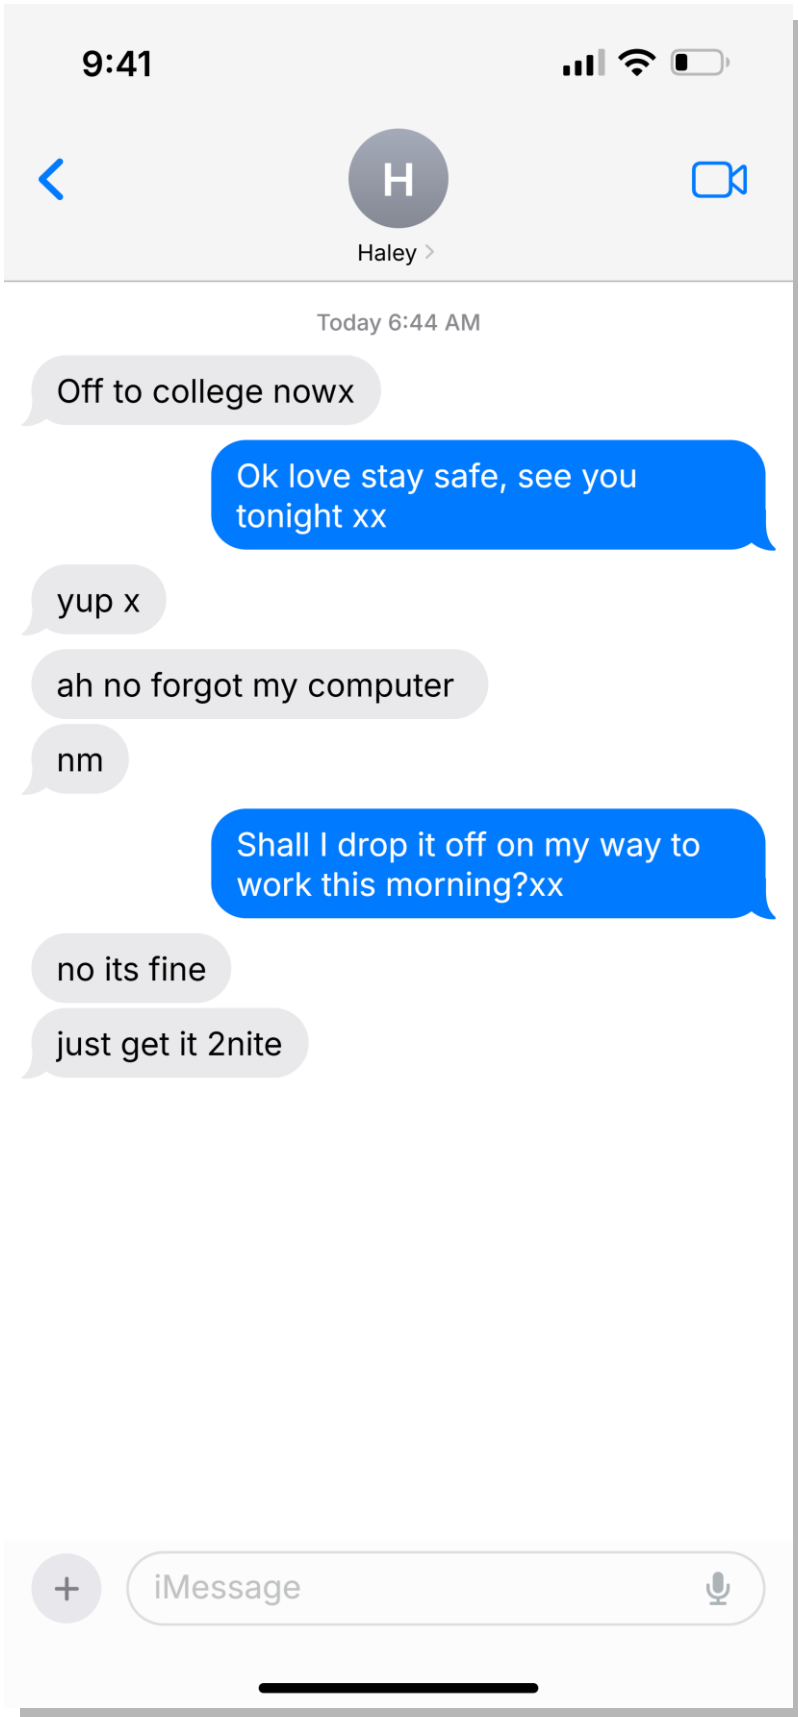 9:41
H
Haley
Today 6:44 AM
Off to college nowx
Ok love stay safe, see you
tonight xx
yup x
ah no forgot my computer
nm
Shall I drop it off on my way to
work this morning?xx
no its fine
just get it 2nite
iMessage